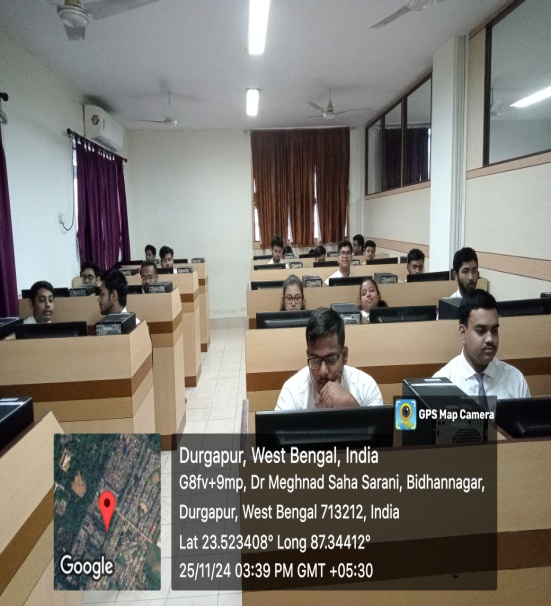 GPS Map Camera
Durgapur, West Bengal, India
G8fv+9mp, Dr Meghnad Saha Sarani, Bidhannagar,
Durgapur, West Bengal 713212, India
Lat 23.523408° Long 87.34412°
25/11/24 03:39 PM GMT +05:30
Google